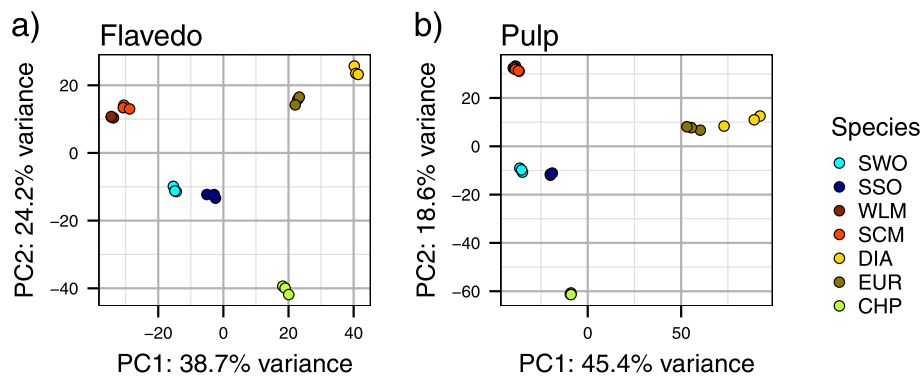 a)
Flavedo
PC2: 24.2% variance
20
0
−20
−40
−20
0
20
40
PC1: 38.7% variance
b)
Pulp
PC2: 18.6% variance
20
0
−20
−40
−60
0
50
PC1: 45.4% variance
Species
SWO
SSO
WLM
SCM
DIA
EUR
CHP